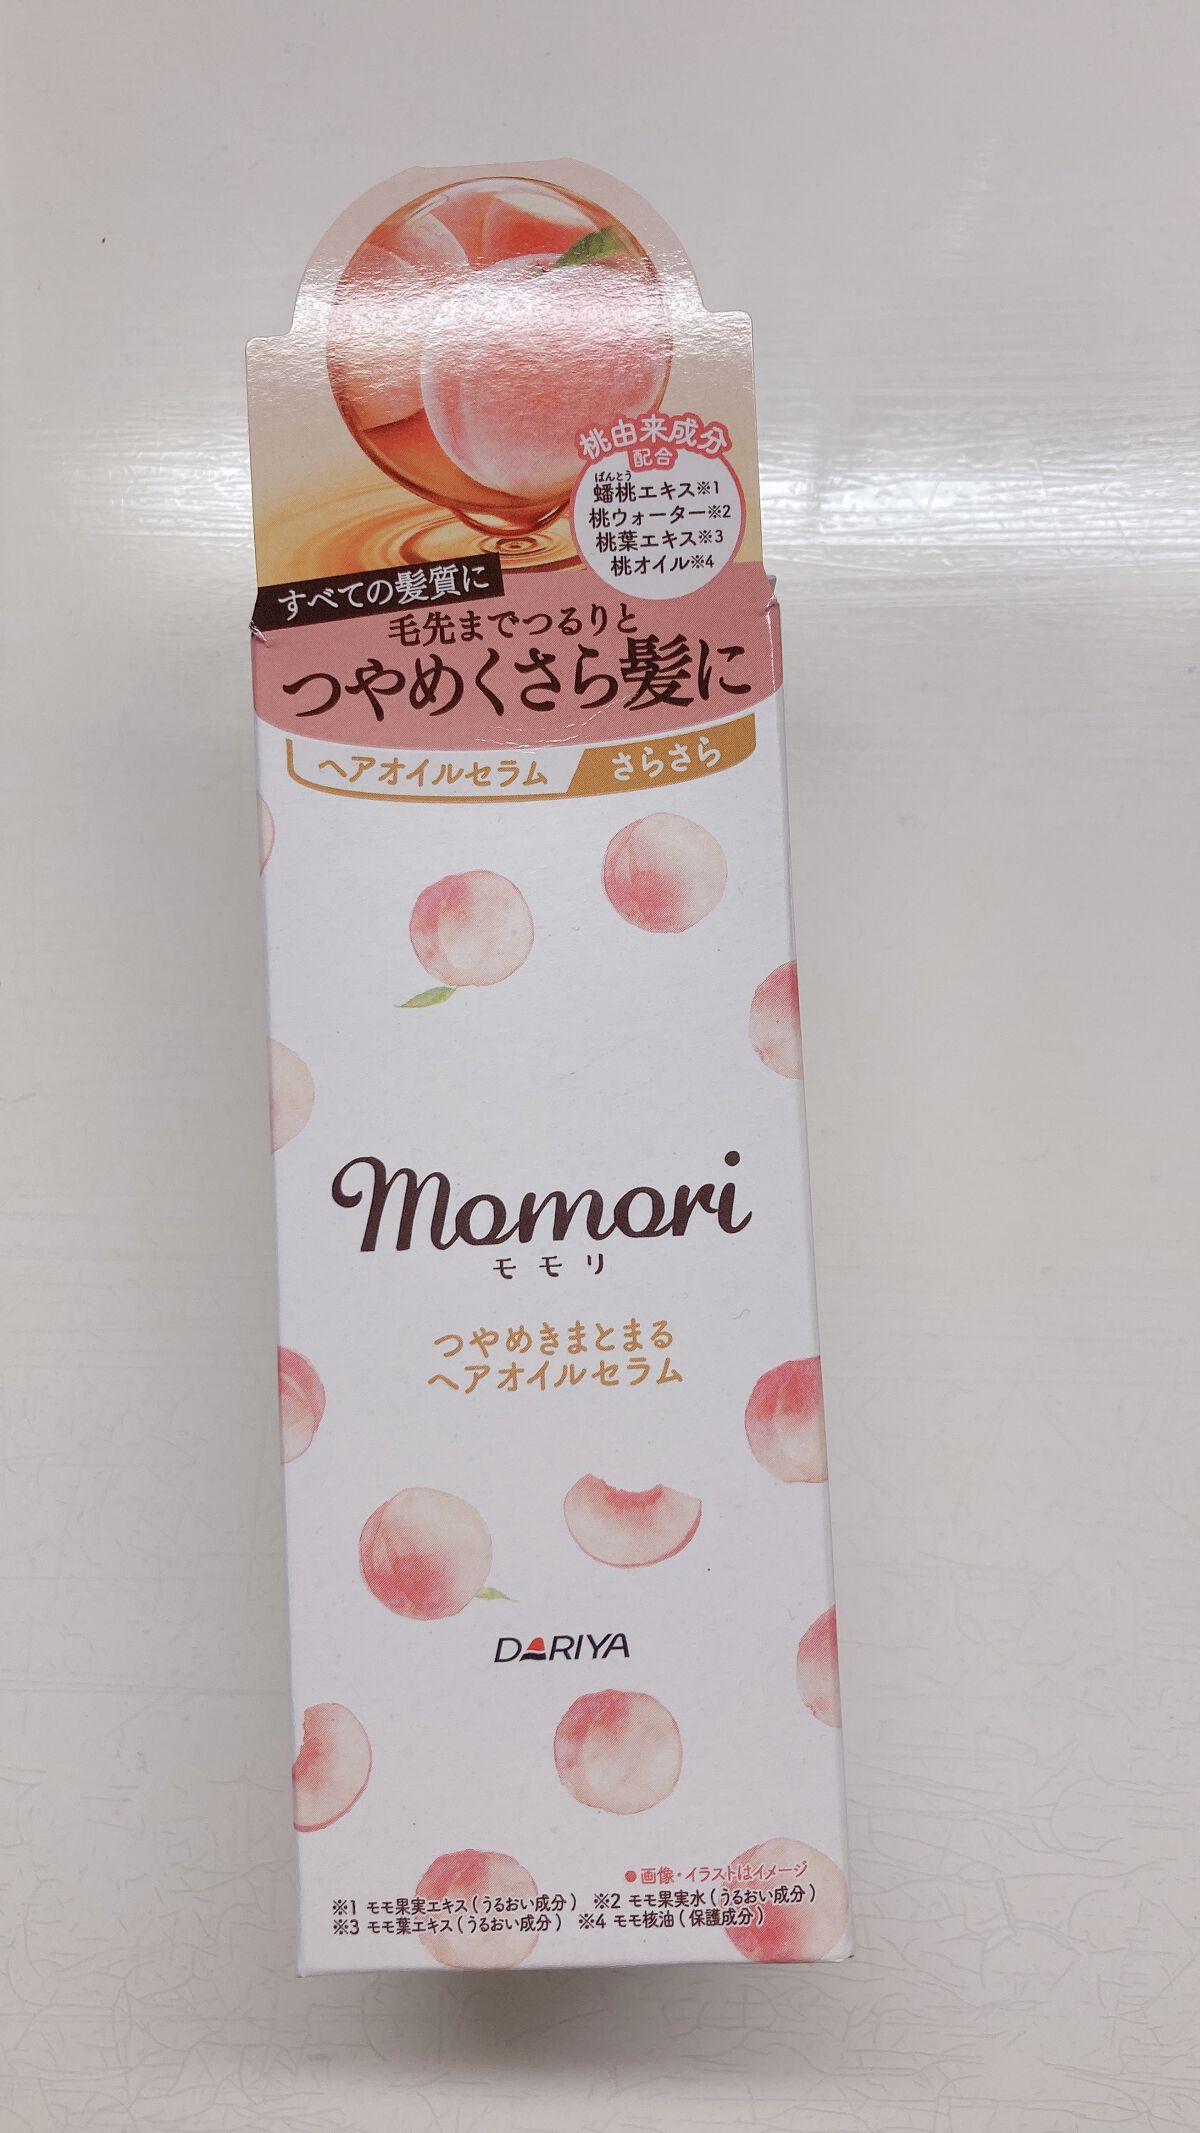 桃由来成分
配合
ばんとう
蟠桃エキス※1
桃ウォーター※2
桃葉エキス※3
桃オイル※4
すべての髪質に
毛先までつるりと
つやめくさら髪に
ヘアオイルセラム さらさら
momori
モモリ
つやめきまとまる
ヘアオイルセラム
DARIYA
●画像・イラストはイメージ
※1 モモ果実エキス(うるおい成分) ※2 モモ果実水(うるおい成分)
※3 モモ葉エキス(うるおい成分) ※4 モモ核油(保護成分)